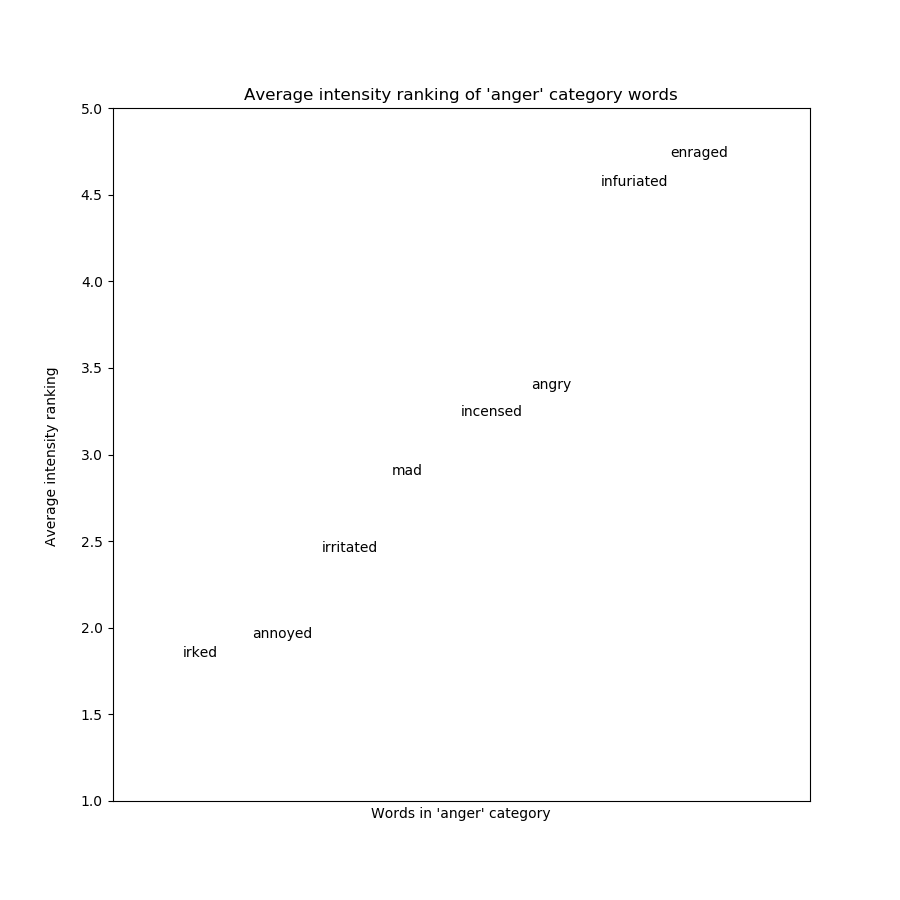 Average intensity ranking of 'anger' category words
5.0
enraged
infuriated
4.5
4.0
3.5
angry
incensed
3.0
mad
2.5
irritated
2.0
annoyed
irked
1.5
1.0
Average intensity ranking
Words in 'anger' category